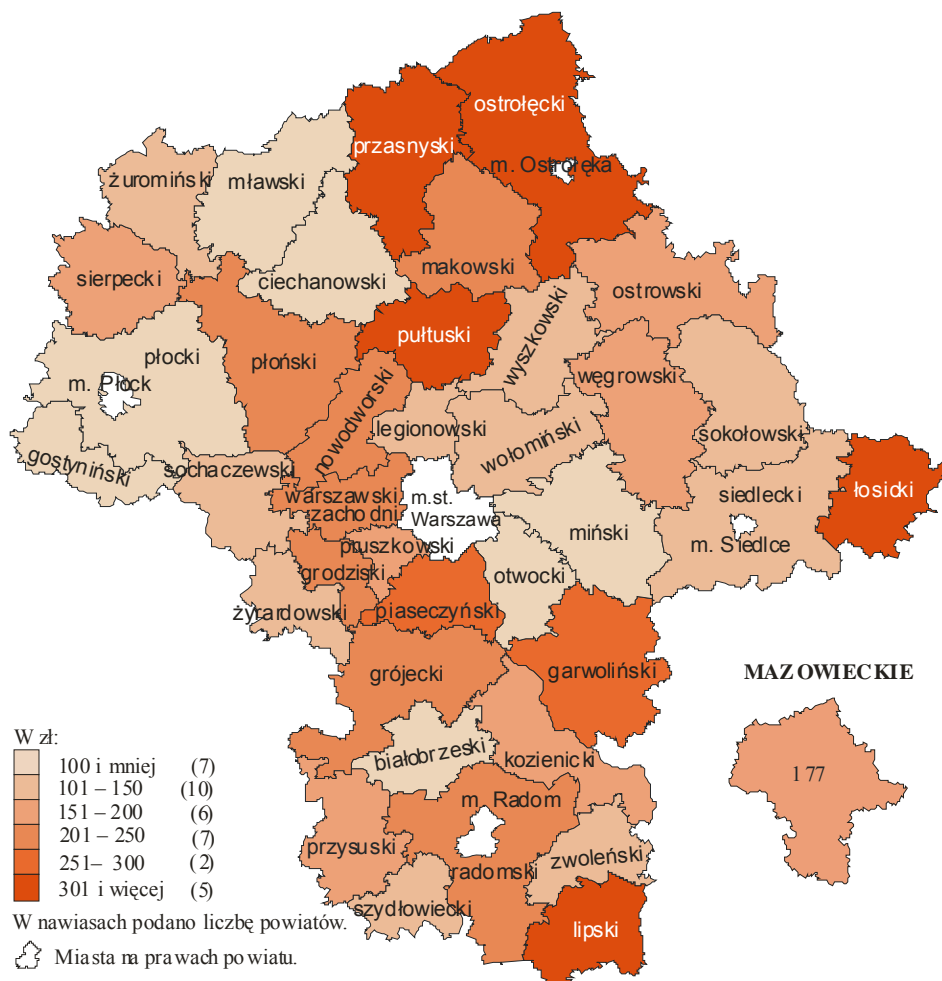 ostrołęcki
przasnyski
m. Ostrołęka
żuromiński
mławski
sierpecki
ciechanowski
makowski
ostrowski
pułtuski
wyszkowski
płocki
płoński
węgrowski
m. Płock
nowodworski
legionowski
wołomiński
sokołowski
gostyniński
sochaczewski
warszawski
zachodni
m.st.
Warszawa
siedlecki
łosicki
miński
m. Siedlce
pruszkowski
grodziski
otwocki
żyrardowski
piaseczyński
grójecki
garwoliński
MAZOWIECKIE
177
białobrzeski
kozienicki
m. Radom
przysuski
radomski
zwoleński
szydłowiecki
lipski
W zł:
100 i mniej (7)
101 – 150 (10)
151 – 200 (6)
201 – 250 (7)
251– 300 (2)
301 i więcej (5)
W nawiasach podano liczbę powiatów.
Miasta na prawach powiatu.